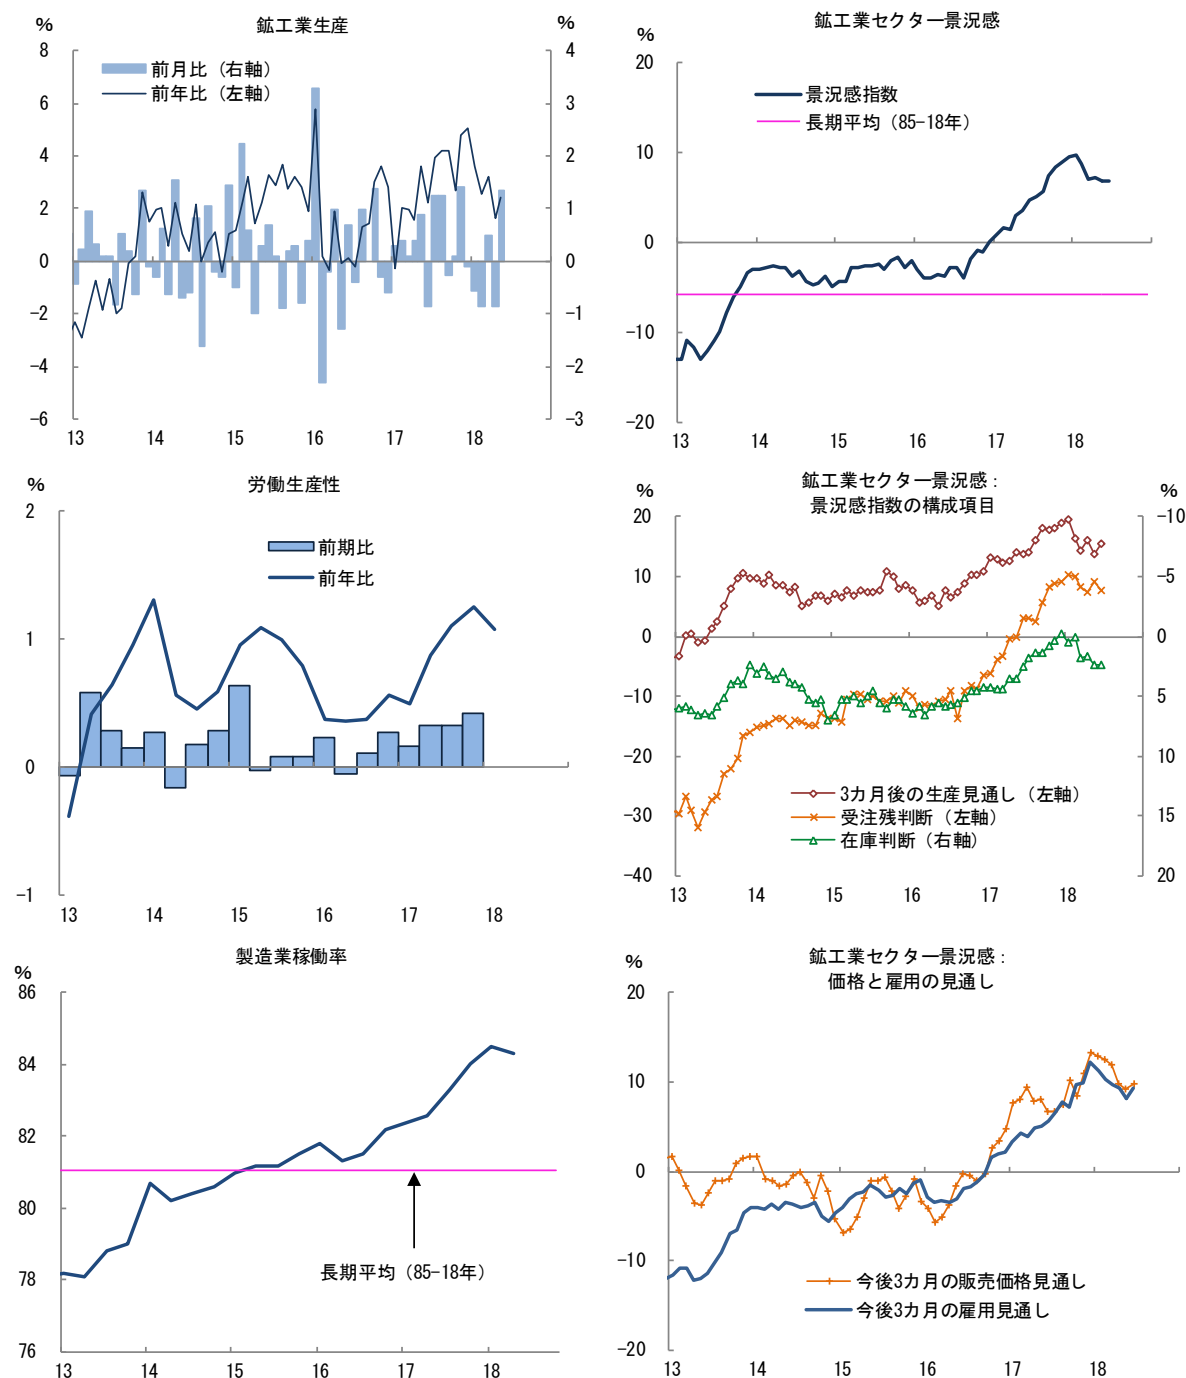 鉱工業生産
%
%
8
6
4
2
0
−2
−4
−6
4
3
2
1
0
−1
−2
−3
前月比（右軸）
前年比（左軸）
13 14 15 16 17 18
鉱工業セクター景況感
%
20
10
0
−10
−20
景況感指数
長期平均（85−18年）
13 14 15 16 17 18
労働生産性
%
2
1
0
−1
前期比
前年比
13 14 15 16 17 18
鉱工業セクター景況感：
景況感指数の構成項目
%
%
20
10
0
−10
−20
−30
−40
−10
−5
0
5
10
15
20
3カ月後の生産見通し（左軸）
受注残判断（左軸）
在庫判断（右軸）
13 14 15 16 17 18
製造業稼働率
%
86
84
82
80
78
76
長期平均（85−18年）
13 14 15 16 17 18
鉱工業セクター景況感：
価格と雇用の見通し
%
20
10
0
−10
−20
今後3カ月の販売価格見通し
今後3カ月の雇用見通し
13 14 15 16 17 18